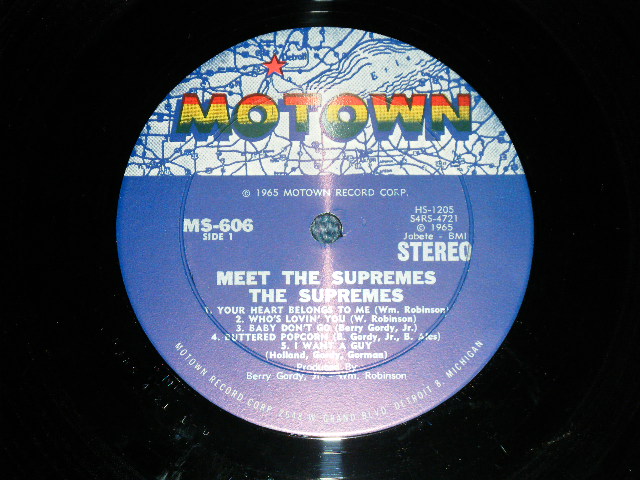 Detroit
ERIE
MOTOWN
© 1965 MOTOWN RECORD CORP.
MS-606
SIDE 1
HS-1205
S4RS-4721
© 1965
Jobete - BMI
STEREO
MEET THE SUPREMES
THE SUPREMES
1. YOUR HEART BELONGS TO ME (Wm. Robinson)
2. WHO'S LOVIN' YOU (W. Robinson)
3. BABY DON'T GO (Berry Gordy, Jr.)
4. BUTTERED POPCORN (B. Gordy, Jr., B. Ales)
5. I WANT A GUY
(Holland, Gordy, Gorman)
Produced By
Berry Gordy, Jr. - Wm. Robinson
MOTOWN RECORD CORP. 2648 W. GRAND BLVD. DETROIT 8, MICHIGAN